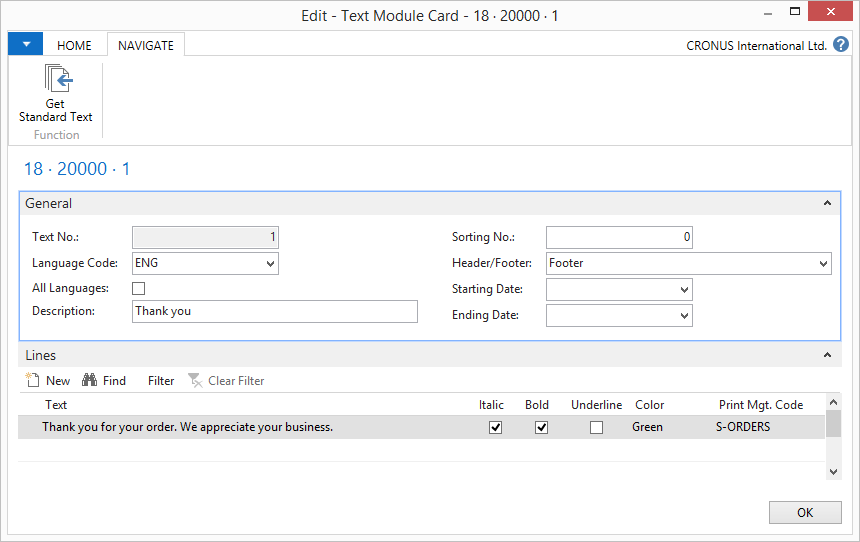 Edit - Text Module Card - 18 · 20000 · 1
HOME
NAVIGATE
CRONUS International Ltd.
?
Get
Standard Text
Function
18 · 20000 · 1
General
Text No.: 1
Sorting No.: 0
Language Code: ENG
Header/Footer: Footer
All Languages:
Starting Date:
Description: Thank you
Ending Date:
Lines
New Find Filter Clear Filter
Text Italic Bold Underline Color Print Mgt. Code
Thank you for your order. We appreciate your business. Green S-ORDERS
OK